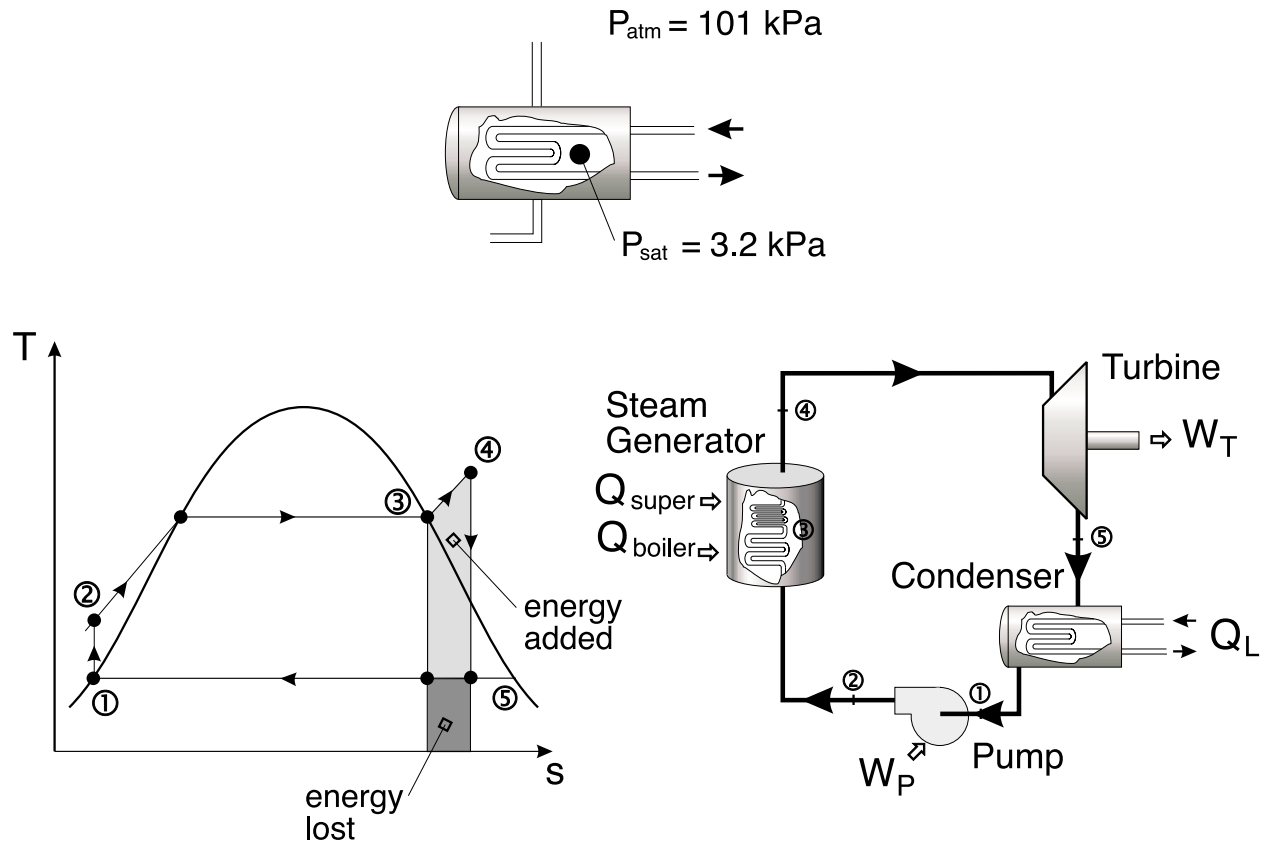 P_atm = 101 kPa
P_sat = 3.2 kPa
T
④
③
②
energy
added
①
⑤
s
energy
lost
Turbine
Steam
Generator
④
W_T
Q_super
③
Q_boiler
⑤
Condenser
Q_L
②
①
Pump
W_P